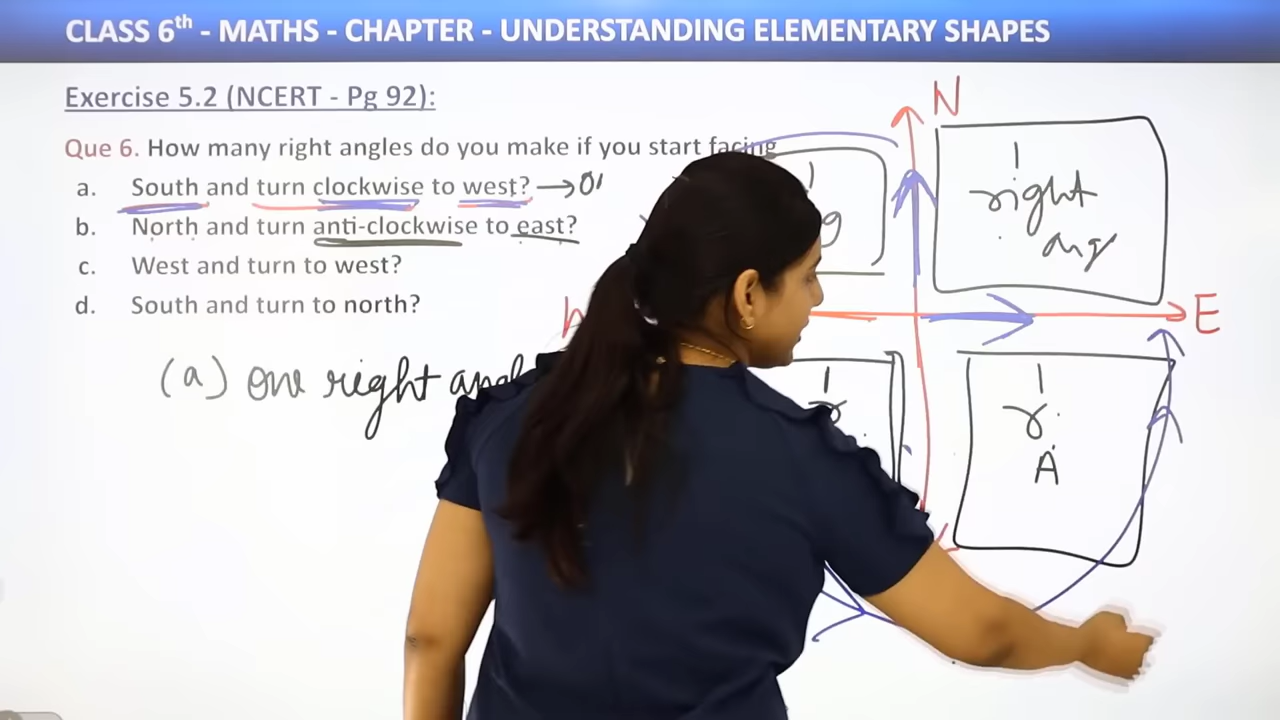 CLASS 6th - MATHS - CHAPTER - UNDERSTANDING ELEMENTARY SHAPES
Exercise 5.2 (NCERT - Pg 92):
Que 6. How many right angles do you make if you start facing
a. South and turn clockwise to west? → 01
b. North and turn anti-clockwise to east?
c. West and turn to west?
d. South and turn to north?
(a) one right angl
N
1
right
ang
E
1
g
1
r.
1
r.
A